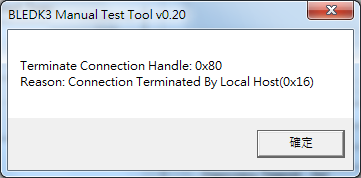 BLEDK3 Manual Test Tool v0.20
Terminate Connection Handle: 0x80
Reason: Connection Terminated By Local Host(0x16)
確定